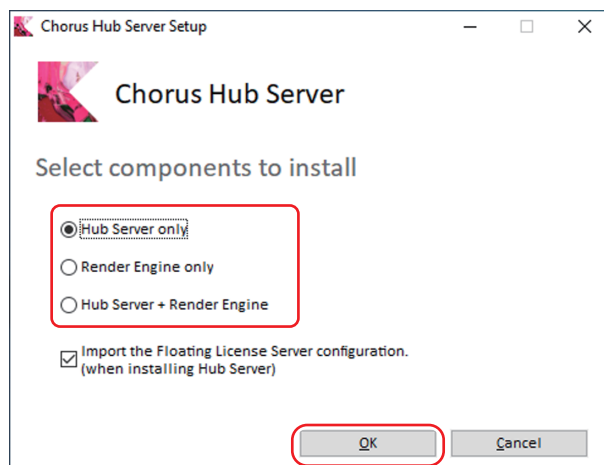 Chorus Hub Server Setup
Chorus Hub Server
Select components to install
Hub Server only
Render Engine only
Hub Server + Render Engine
Import the Floating License Server configuration.
(when installing Hub Server)
OK
Cancel